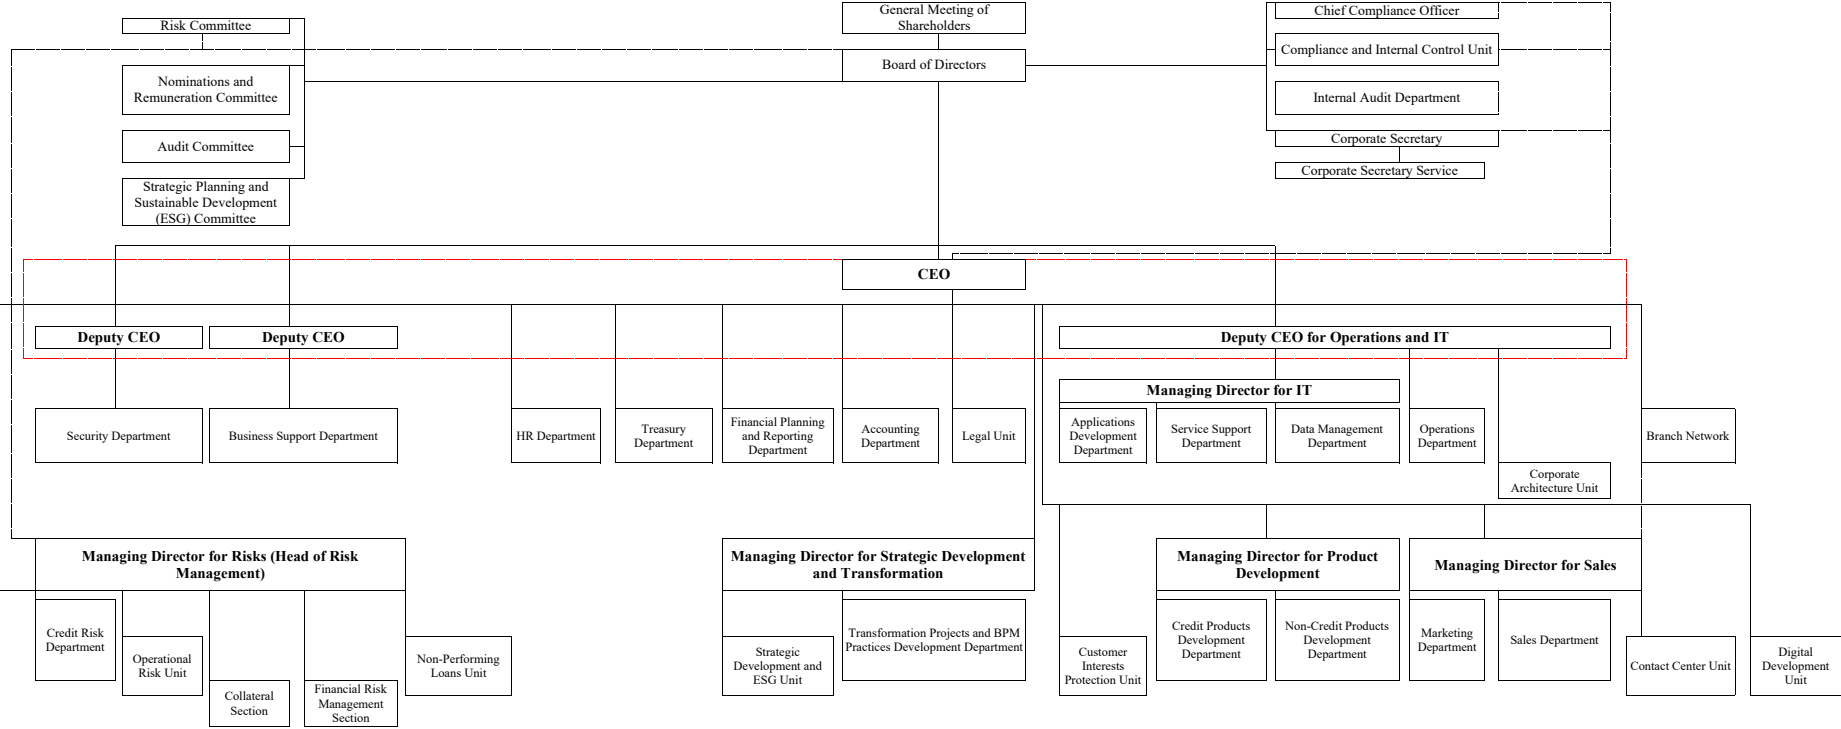 General Meeting of
Shareholders
Chief Compliance Officer
Risk Committee
Compliance and Internal Control Unit
Board of Directors
Nominations and
Remuneration Committee
Internal Audit Department
Audit Committee
Corporate Secretary
Corporate Secretary Service
Strategic Planning and
Sustainable Development
(ESG) Committee
CEO
Deputy CEO
Deputy CEO
Deputy CEO for Operations and IT
Managing Director for IT
Security Department
Business Support Department
HR Department
Treasury
Department
Financial Planning
and Reporting
Department
Accounting
Department
Legal Unit
Applications
Development
Department
Service Support
Department
Data Management
Department
Operations
Department
Branch Network
Corporate
Architecture Unit
Managing Director for Risks (Head of Risk
Management)
Managing Director for Strategic Development
and Transformation
Managing Director for Product
Development
Managing Director for Sales
Credit Risk
Department
Operational
Risk Unit
Collateral
Section
Financial Risk
Management
Section
Non-Performing
Loans Unit
Strategic
Development and
ESG Unit
Transformation Projects and BPM
Practices Development Department
Customer
Interests
Protection Unit
Credit Products
Development
Department
Non-Credit Products
Development
Department
Marketing
Department
Sales Department
Contact Center Unit
Digital
Development
Unit